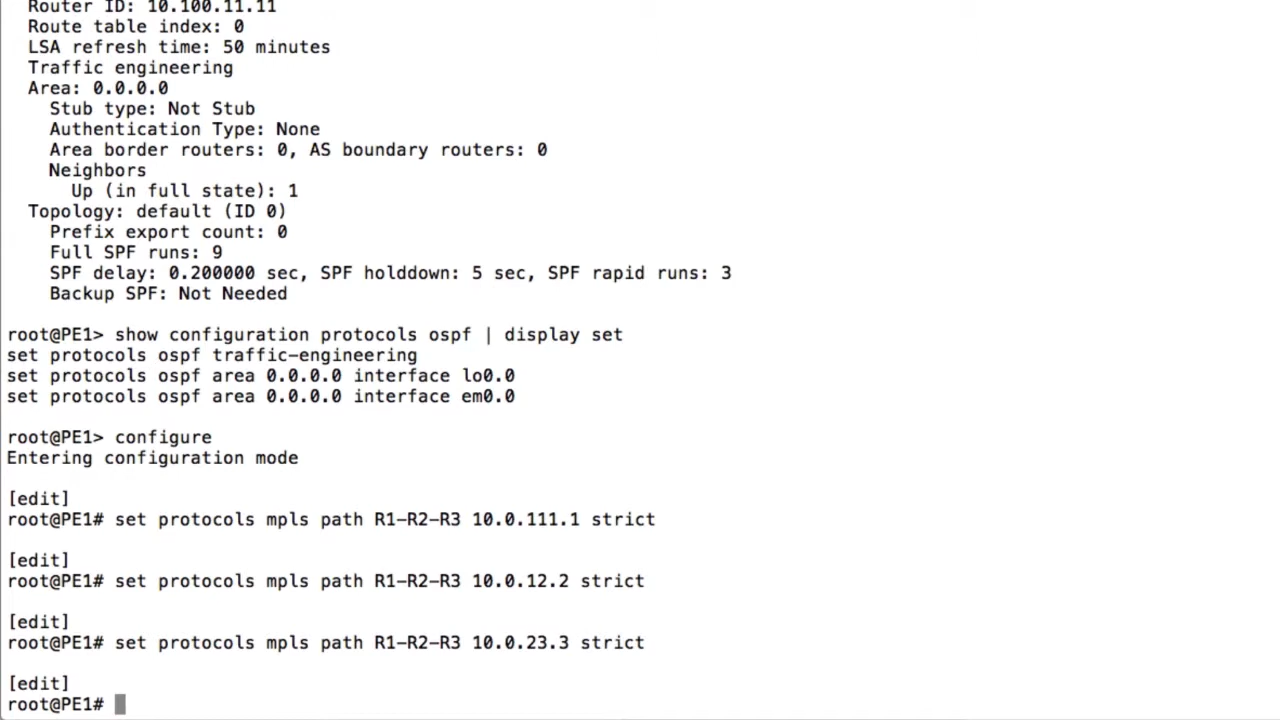 Router ID: 10.100.11.11
Route table index: 0
LSA refresh time: 50 minutes
Traffic engineering
Area: 0.0.0.0
Stub type: Not Stub
Authentication Type: None
Area border routers: 0, AS boundary routers: 0
Neighbors
Up (in full state): 1
Topology: default (ID 0)
Prefix export count: 0
Full SPF runs: 9
SPF delay: 0.200000 sec, SPF holddown: 5 sec, SPF rapid runs: 3
Backup SPF: Not Needed
root@PE1> show configuration protocols ospf | display set
set protocols ospf traffic-engineering
set protocols ospf area 0.0.0.0 interface lo0.0
set protocols ospf area 0.0.0.0 interface em0.0
root@PE1> configure
Entering configuration mode
[edit]
root@PE1# set protocols mpls path R1-R2-R3 10.0.111.1 strict
[edit]
root@PE1# set protocols mpls path R1-R2-R3 10.0.12.2 strict
[edit]
root@PE1# set protocols mpls path R1-R2-R3 10.0.23.3 strict
[edit]
root@PE1#